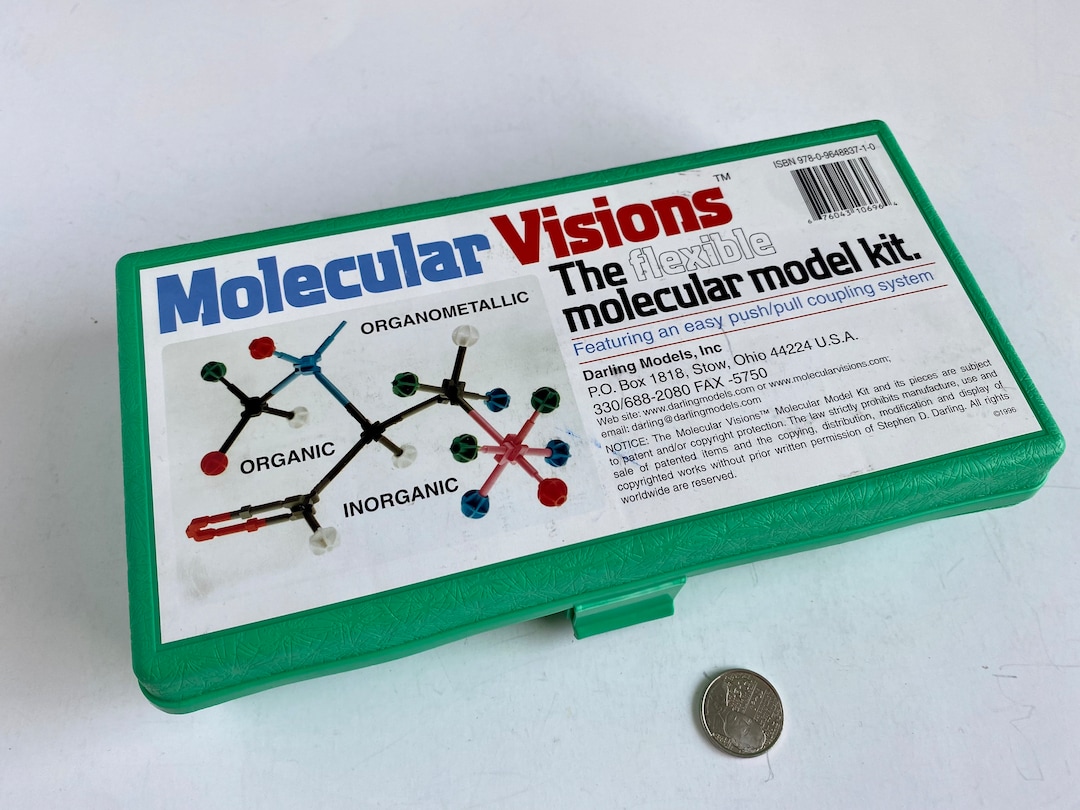 ISBN 978-0-9648837-1-0
6 76043 10696 4
Molecular Visions™
The flexible
molecular model kit.
Featuring an easy push/pull coupling system
Darling Models, Inc
P.O. Box 1818, Stow, Ohio 44224 U.S.A.
330/688-2080 FAX -5750
Web site: www.darlingmodels.com or www.molecularvisions.com;
email: darling@darlingmodels.com
NOTICE: The Molecular Visions™ Molecular Model Kit and its pieces are subject
to patent and/or copyright protection. The law strictly prohibits manufacture, use and
sale of patented items and the copying, distribution, modification and display of
copyrighted works without prior written permission of Stephen D. Darling. All rights
worldwide are reserved.
©1996
ORGANOMETALLIC
ORGANIC
INORGANIC